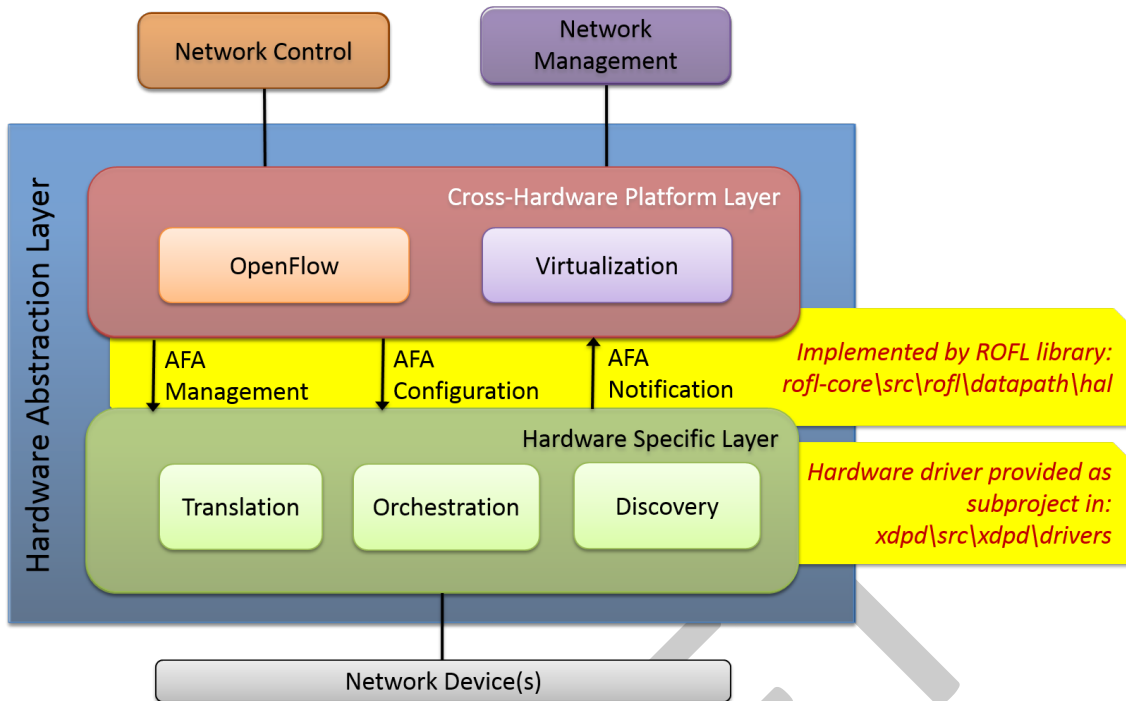 Network Control
Network
Management
Hardware Abstraction Layer
Cross-Hardware Platform Layer
OpenFlow
Virtualization
AFA
Management
AFA
Configuration
AFA
Notification
Implemented by ROFL library:
rofl-core\src\rofl\datapath\hal
Hardware Specific Layer
Translation
Orchestration
Discovery
Hardware driver provided as
subproject in:
xdpd\src\xdpd\drivers
Network Device(s)